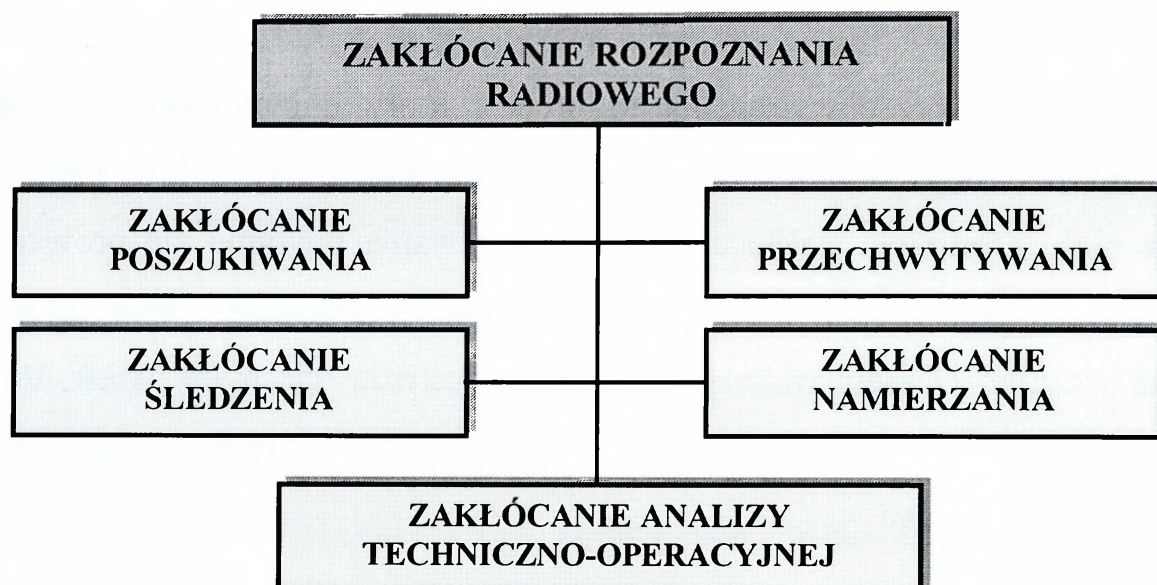 ZAKŁÓCANIE ROZPOZNANIA
RADIOWEGO
ZAKŁÓCANIE
POSZUKIWANIA
ZAKŁÓCANIE
PRZECHWYTYWANIA
ZAKŁÓCANIE
ŚLEDZENIA
ZAKŁÓCANIE
NAMIERZANIA
ZAKŁÓCANIE ANALIZY
TECHNICZNO-OPERACYJNEJ